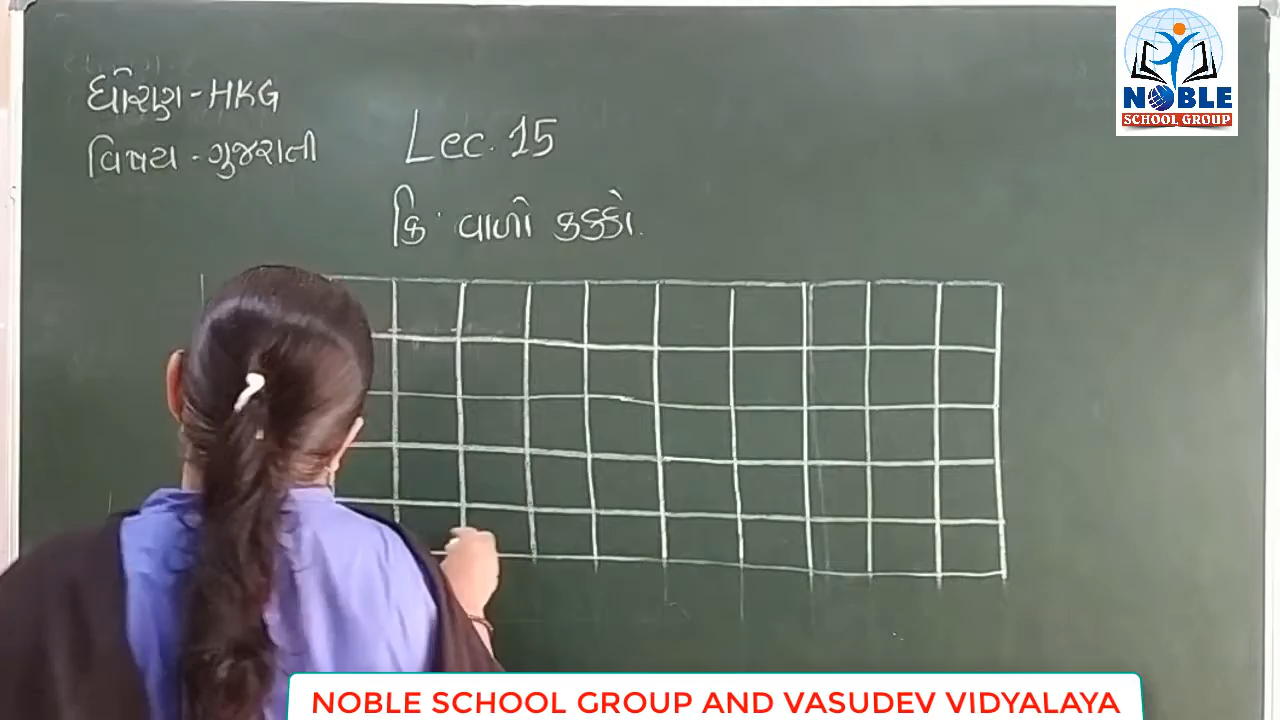 ધોરણ - HKG
વિષય - ગુજરાતી
Lec. 15
કિ વાળો કક્કો.
NOBLE
SCHOOL GROUP
NOBLE SCHOOL GROUP AND VASUDEV VIDYALAYA